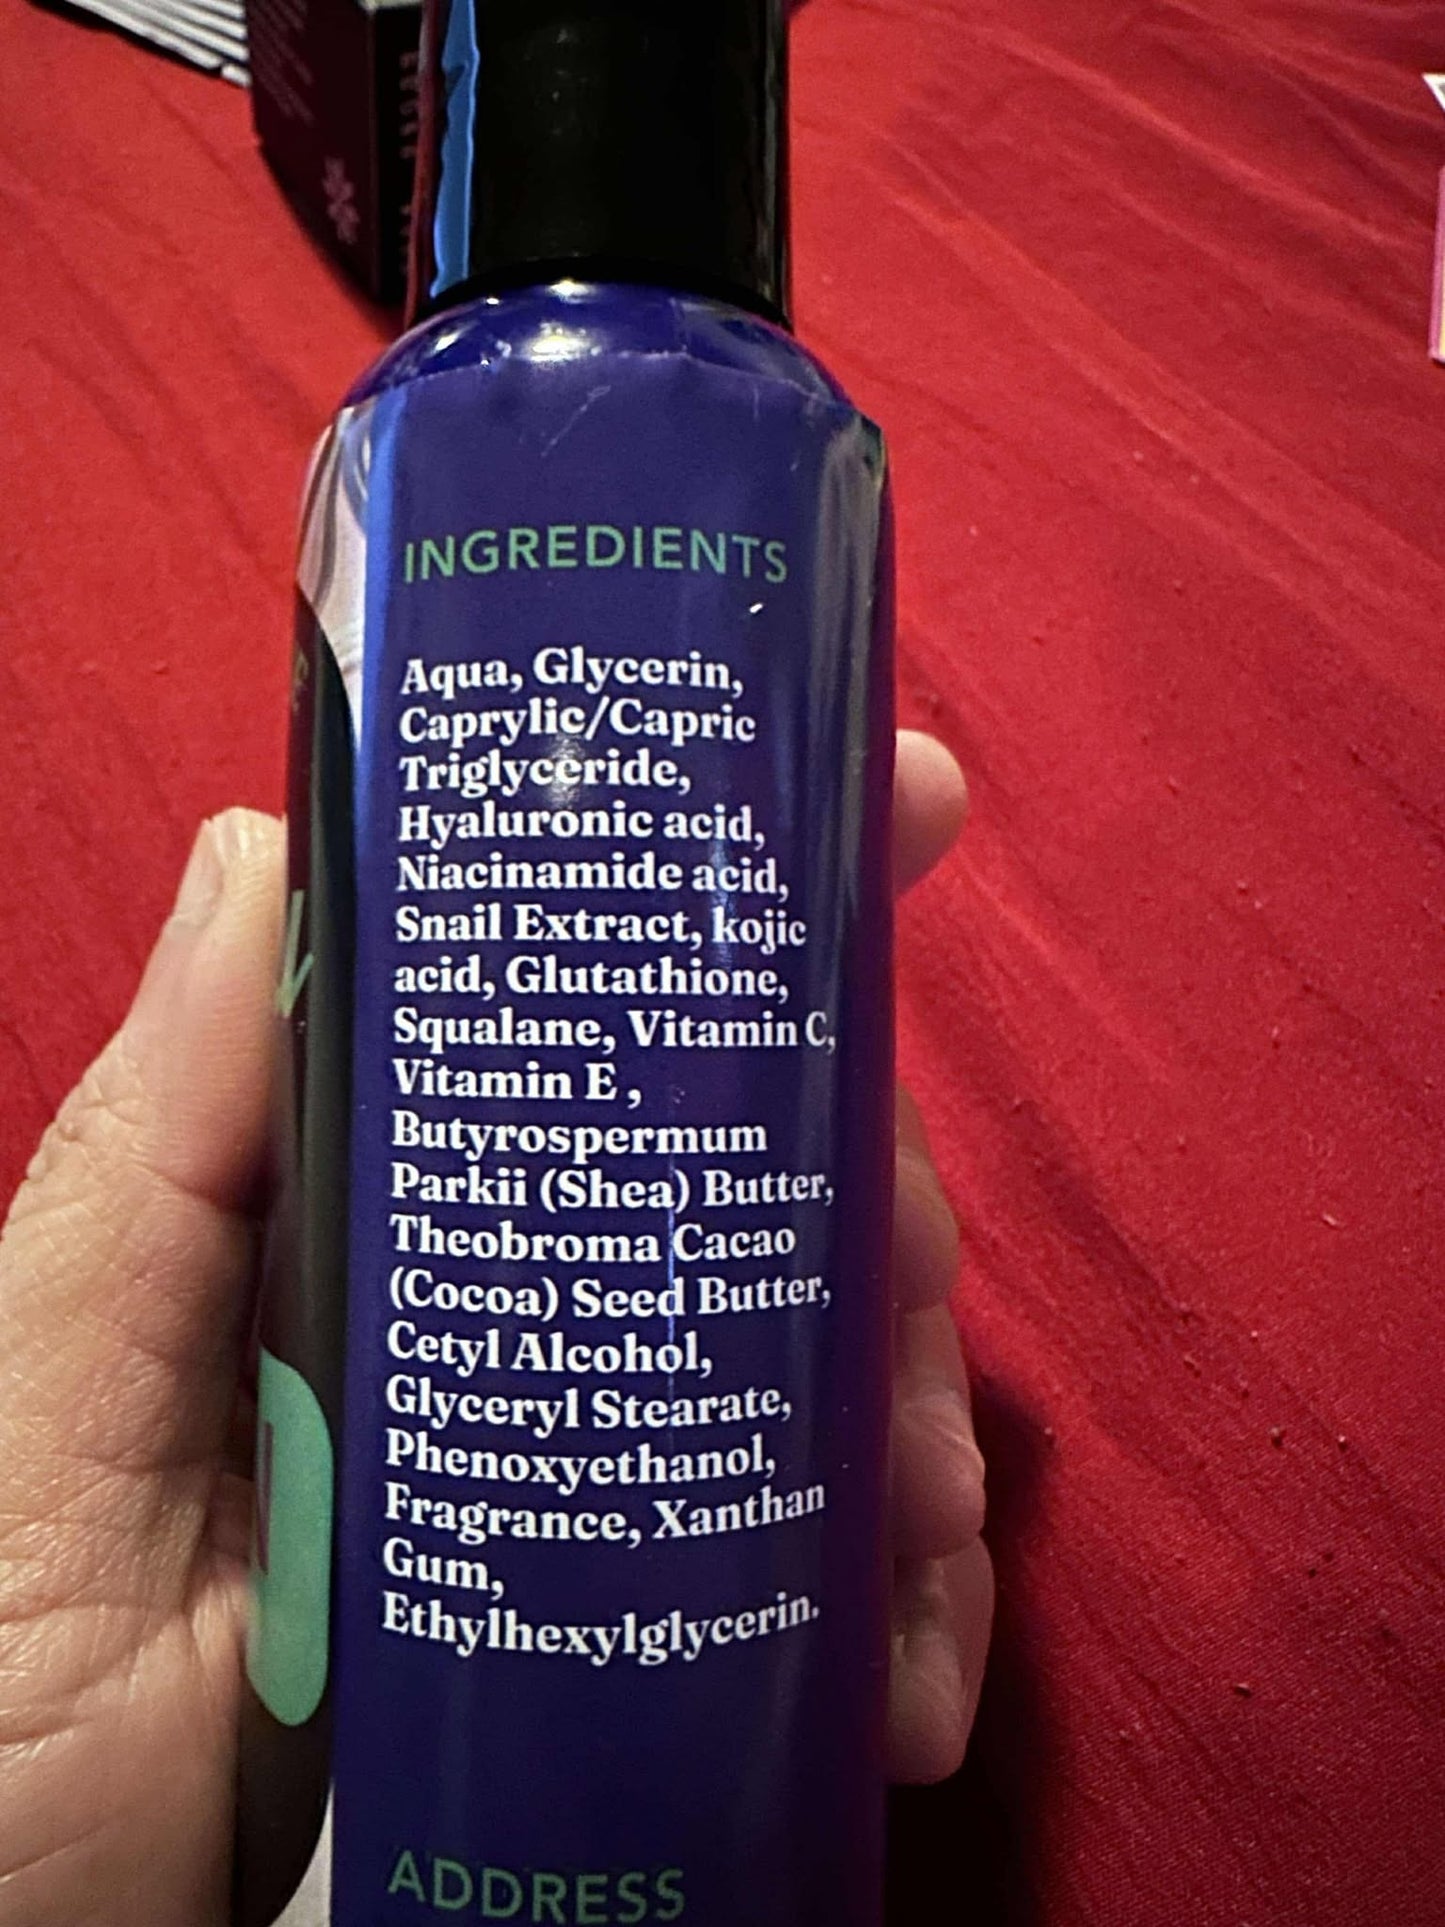 INGREDIENTS
Aqua, Glycerin,
Caprylic/Capric
Triglyceride,
Hyaluronic acid,
Niacinamide acid,
Snail Extract, kojic
acid, Glutathione,
Squalane, Vitamin C,
Vitamin E ,
Butyrospermum
Parkii (Shea) Butter,
Theobroma Cacao
(Cocoa) Seed Butter,
Cetyl Alcohol,
Glyceryl Stearate,
Phenoxyethanol,
Fragrance, Xanthan
Gum,
Ethylhexylglycerin.
ADDRESS